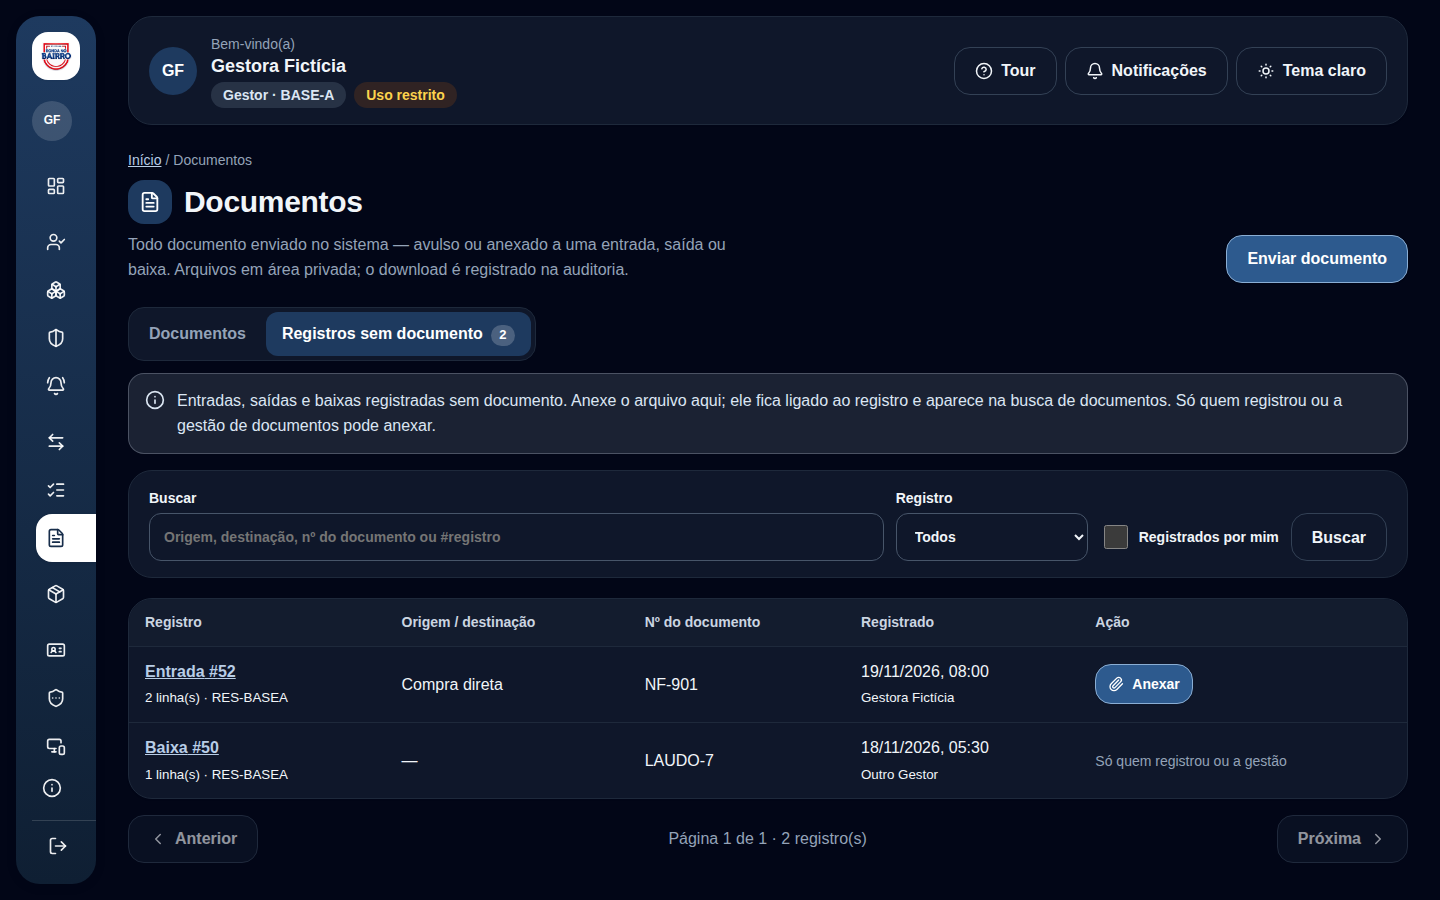 BAIRRO
GF
GF
Bem-vindo(a)
Gestora Fictícia
Gestor · BASE-A
Uso restrito
Tour
Notificações
Tema claro
Início / Documentos
Documentos
Todo documento enviado no sistema — avulso ou anexado a uma entrada, saída ou
baixa. Arquivos em área privada; o download é registrado na auditoria.
Enviar documento
Documentos
Registros sem documento 2
Entradas, saídas e baixas registradas sem documento. Anexe o arquivo aqui; ele fica ligado ao registro e aparece na busca de documentos. Só quem registrou ou a
gestão de documentos pode anexar.
Buscar
Registro
Origem, destinação, nº do documento ou #registro
Todos
Registrados por mim
Buscar
Registro
Origem / destinação
Nº do documento
Registrado
Ação
Entrada #52
2 linha(s) · RES-BASEA
Compra direta
NF-901
19/11/2026, 08:00
Gestora Fictícia
Anexar
Baixa #50
1 linha(s) · RES-BASEA
—
LAUDO-7
18/11/2026, 05:30
Outro Gestor
Só quem registrou ou a gestão
Anterior
Página 1 de 1 · 2 registro(s)
Próxima